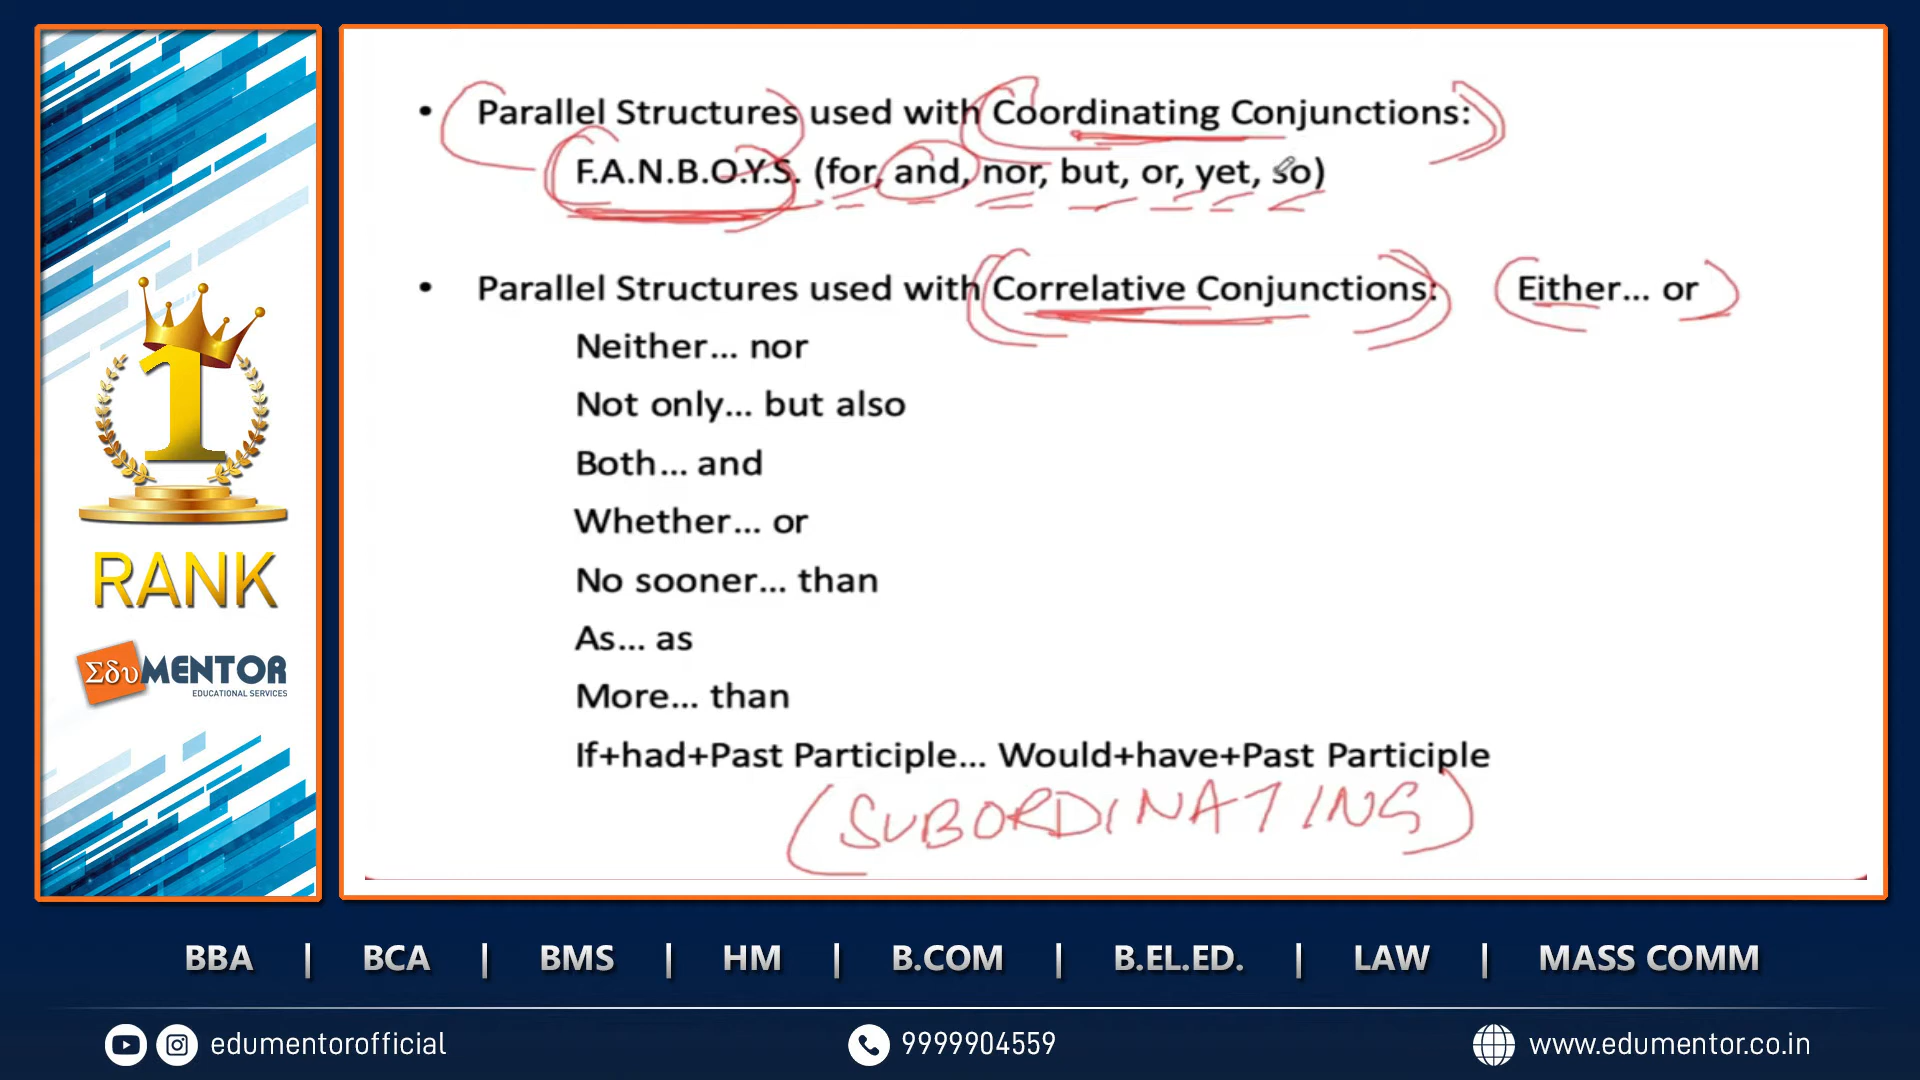 • Parallel Structures used with Coordinating Conjunctions:
F.A.N.B.O.Y.S. (for, and, nor, but, or, yet, so)
• Parallel Structures used with Correlative Conjunctions: Either... or
Neither... nor
Not only... but also
Both... and
Whether... or
No sooner... than
As... as
More... than
If+had+Past Participle... Would+have+Past Participle
(SUBORDINATING)
1
RANK
Σδυ MENTOR
EDUCATIONAL SERVICES
BBA | BCA | BMS | HM | B.COM | B.EL.ED. | LAW | MASS COMM
edumentorofficial 9999904559 www.edumentor.co.in